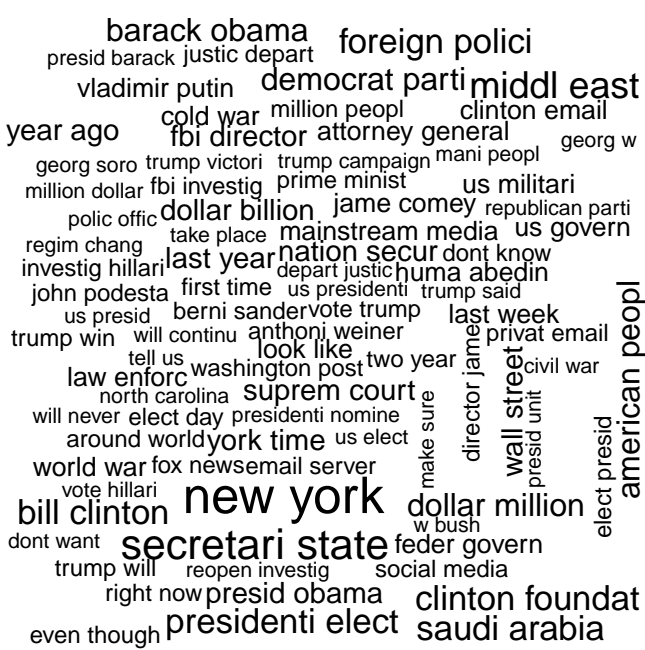 barack obama
foreign polici
presid barack
justic depart
vladimir putin
democrat parti
middl east
cold war
million peopl
clinton email
year ago
fbi director
attorney general
georg w
georg soro
trump victori
trump campaign
mani peopl
million dollar
fbi investig
prime minist
us militari
polic offic
dollar billion
jame comey
republican parti
regim chang
take place
mainstream media
us govern
investig hillari
last year
nation secur
dont know
depart justic
huma abedin
john podesta
first time
us presidenti
trump said
us presid
berni sander
vote trump
last week
trump win
will continu
anthoni weiner
privat email
tell us
look like
two year
civil war
law enforc
washington post
north carolina
suprem court
will never
elect day
presidenti nomine
around world
york time
us elect
make sure
director jame
wall street
presid unit
elect presid
american peopl
world war
fox news
email server
vote hillari
bill clinton
new york
dollar million
w bush
dont want
secretari state
feder govern
trump will
reopen investig
social media
right now
presid obama
clinton foundat
even though
presidenti elect
saudi arabia